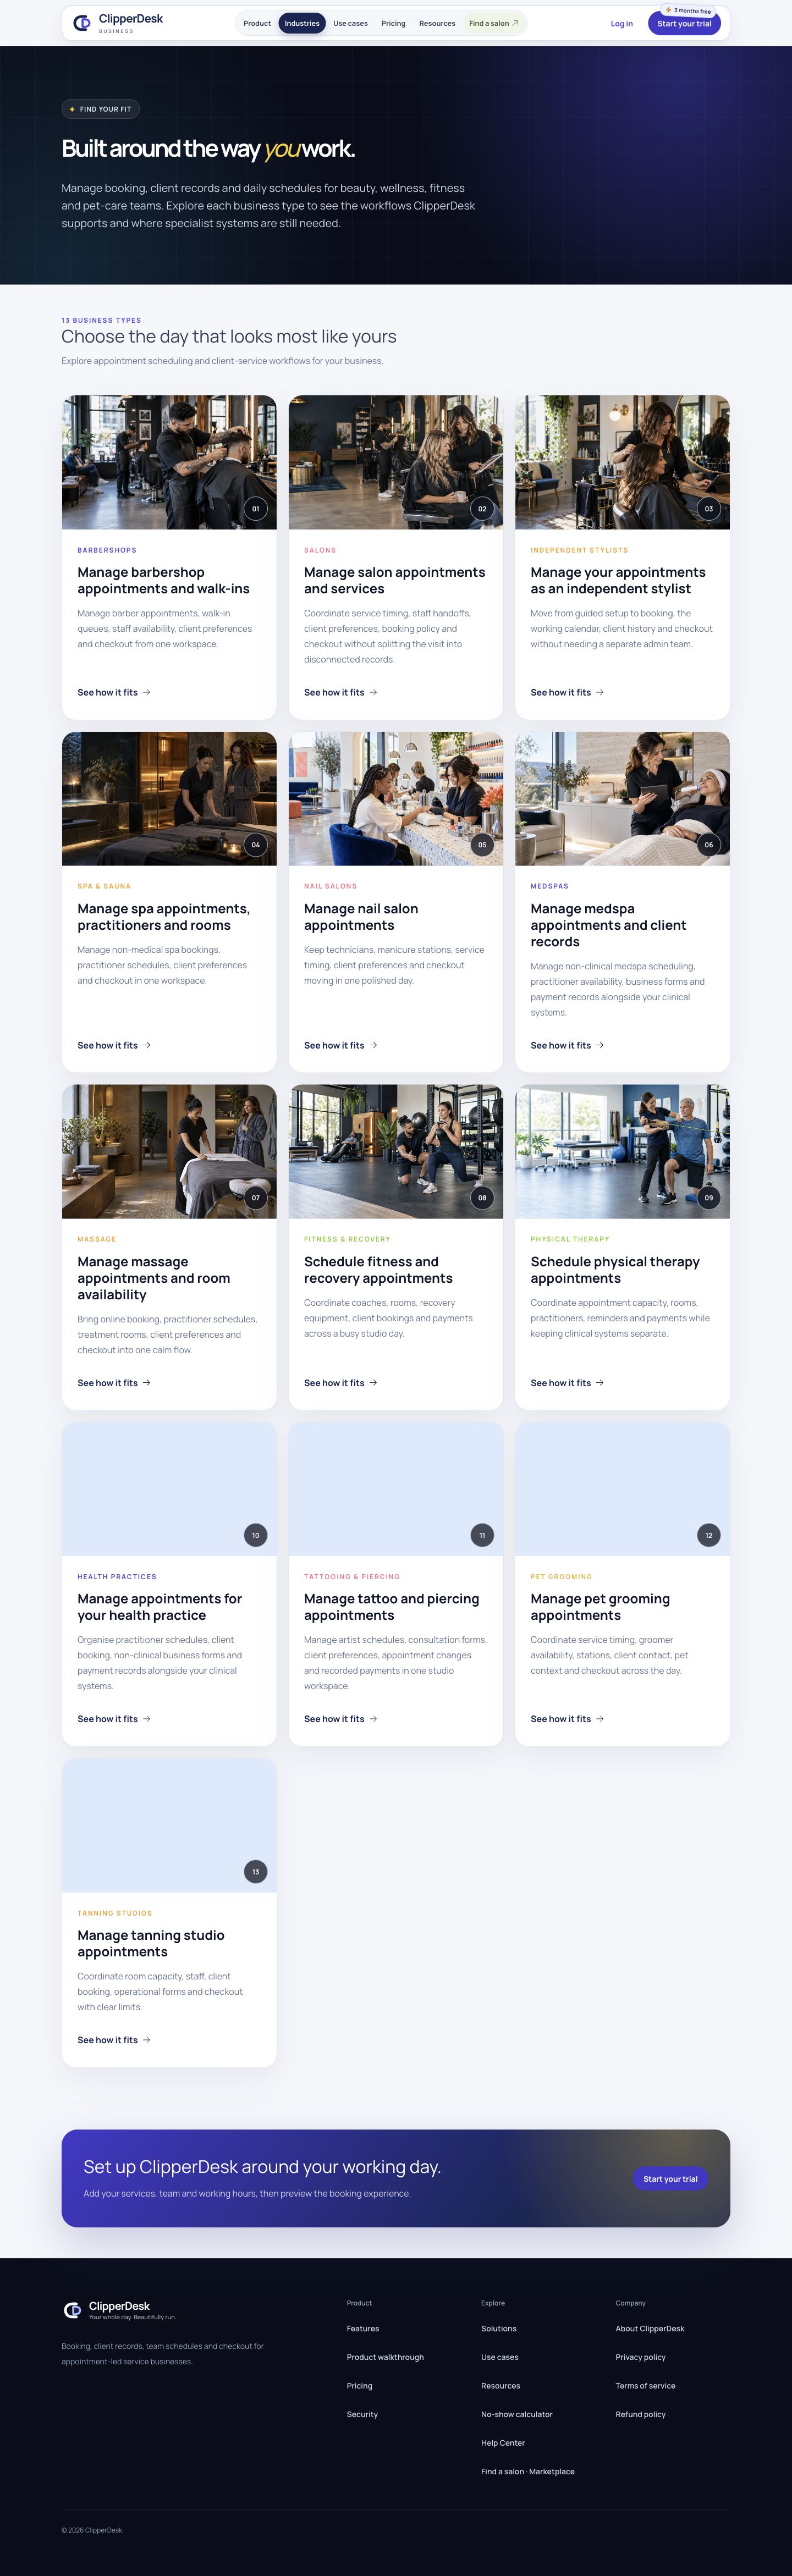 ClipperDesk
BUSINESS
Product
Industries
Use cases
Pricing
Resources
Find a salon
Log in
3 months free
Start your trial
FIND YOUR FIT
Built around the way you work.
Manage booking, client records and daily schedules for beauty, wellness, fitness
and pet-care teams. Explore each business type to see the workflows ClipperDesk
supports and where specialist systems are still needed.
13 BUSINESS TYPES
Choose the day that looks most like yours
Explore appointment scheduling and client-service workflows for your business.
01
BARBERSHOPS
Manage barbershop
appointments and walk-ins
Manage barber appointments, walk-in
queues, staff availability, client preferences
and checkout from one workspace.
See how it fits
02
SALONS
Manage salon appointments
and services
Coordinate service timing, staff handoffs,
client preferences, booking policy and
checkout without splitting the visit into
disconnected records.
See how it fits
03
INDEPENDENT STYLISTS
Manage your appointments
as an independent stylist
Move from guided setup to booking, the
working calendar, client history and checkout
without needing a separate admin team.
See how it fits
04
SPA & SAUNA
Manage spa appointments,
practitioners and rooms
Manage non-medical spa bookings,
practitioner schedules, client preferences
and checkout in one workspace.
See how it fits
05
NAIL SALONS
Manage nail salon
appointments
Keep technicians, manicure stations, service
timing, client preferences and checkout
moving in one polished day.
See how it fits
06
MEDSPAS
Manage medspa
appointments and client
records
Manage non-clinical medspa scheduling,
practitioner availability, business forms and
payment records alongside your clinical
systems.
See how it fits
07
MASSAGE
Manage massage
appointments and room
availability
Bring online booking, practitioner schedules,
treatment rooms, client preferences and
checkout into one calm flow.
See how it fits
08
FITNESS & RECOVERY
Schedule fitness and
recovery appointments
Coordinate coaches, rooms, recovery
equipment, client bookings and payments
across a busy studio day.
See how it fits
09
PHYSICAL THERAPY
Schedule physical therapy
appointments
Coordinate appointment capacity, rooms,
practitioners, reminders and payments while
keeping clinical systems separate.
See how it fits
10
HEALTH PRACTICES
Manage appointments for
your health practice
Organise practitioner schedules, client
booking, non-clinical business forms and
payment records alongside your clinical
systems.
See how it fits
11
TATTOOING & PIERCING
Manage tattoo and piercing
appointments
Manage artist schedules, consultation forms,
client preferences, appointment changes
and recorded payments in one studio
workspace.
See how it fits
12
PET GROOMING
Manage pet grooming
appointments
Coordinate service timing, groomer
availability, stations, client contact, pet
context and checkout across the day.
See how it fits
13
TANNING STUDIOS
Manage tanning studio
appointments
Coordinate room capacity, staff, client
booking, operational forms and checkout
with clear limits.
See how it fits
Set up ClipperDesk around your working day.
Add your services, team and working hours, then preview the booking experience.
Start your trial
ClipperDesk
Your whole day. Beautifully run.
Booking, client records, team schedules and checkout for
appointment-led service businesses.
Product
Features
Product walkthrough
Pricing
Security
Explore
Solutions
Use cases
Resources
No-show calculator
Help Center
Find a salon · Marketplace
Company
About ClipperDesk
Privacy policy
Terms of service
Refund policy
© 2026 ClipperDesk.